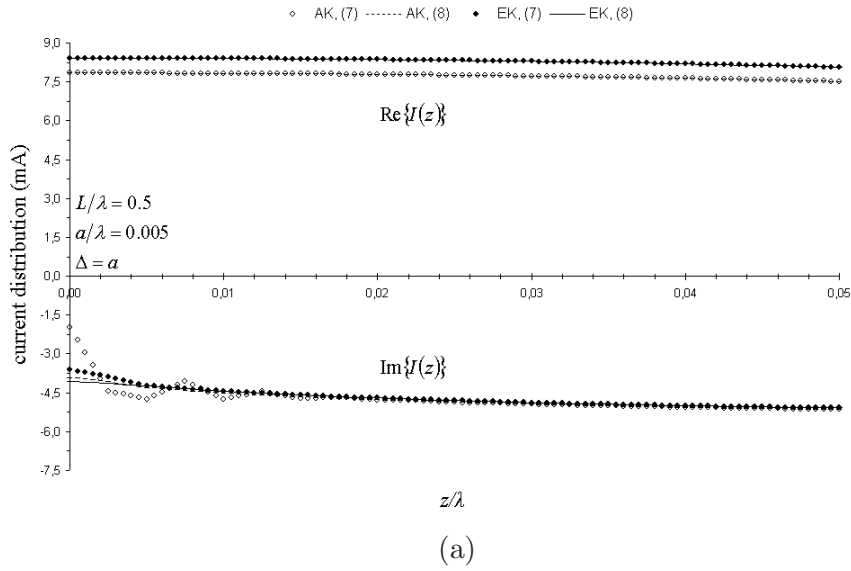 AK, (7) AK, (8) EK, (7) EK, (8)
9,0
7,5
6,0
4,5
3,0
1,5
0,0
-1,5
-3,0
-4,5
-6,0
-7,5
current distribution (mA)
Re{I(z)}
L/λ = 0.5
a/λ = 0.005
Δ = a
0,00 0,01 0,02 0,03 0,04 0,05
Im{I(z)}
z/λ
(a)